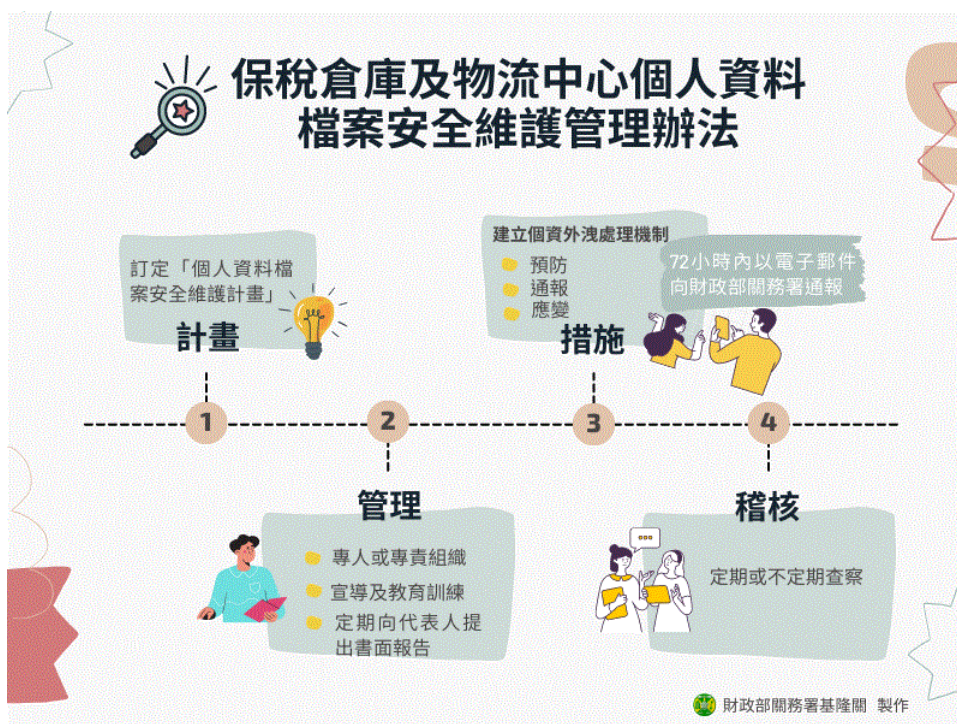 保稅倉庫及物流中心個人資料
檔案安全維護管理辦法
訂定「個人資料檔
案安全維護計畫」
計畫
1
2
管理
專人或專責組織
宣導及教育訓練
定期向代表人提
出書面報告
建立個資外洩處理機制
預防
通報
應變
72小時內以電子郵件
向財政部關務署通報
措施
3
4
稽核
定期或不定期查察
財政部關務署基隆關 製作